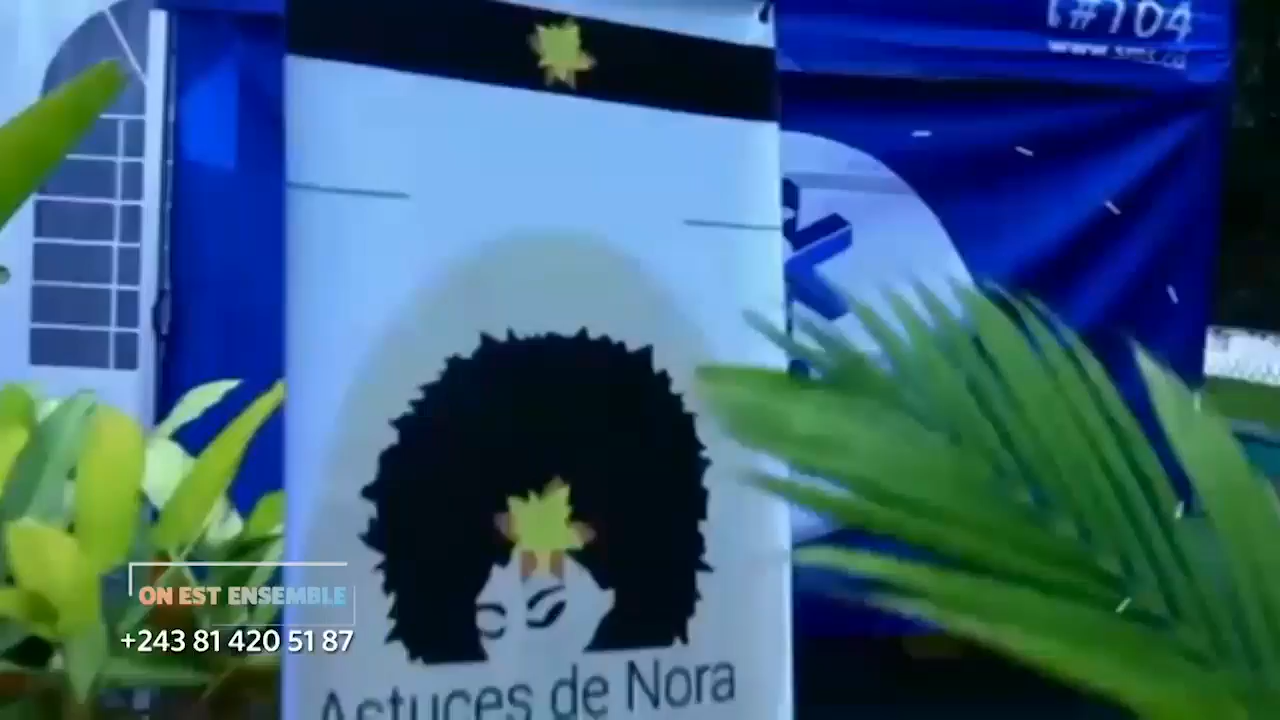 #104
ON EST ENSEMBLE
+243 81 420 51 87
Astuces de Nora